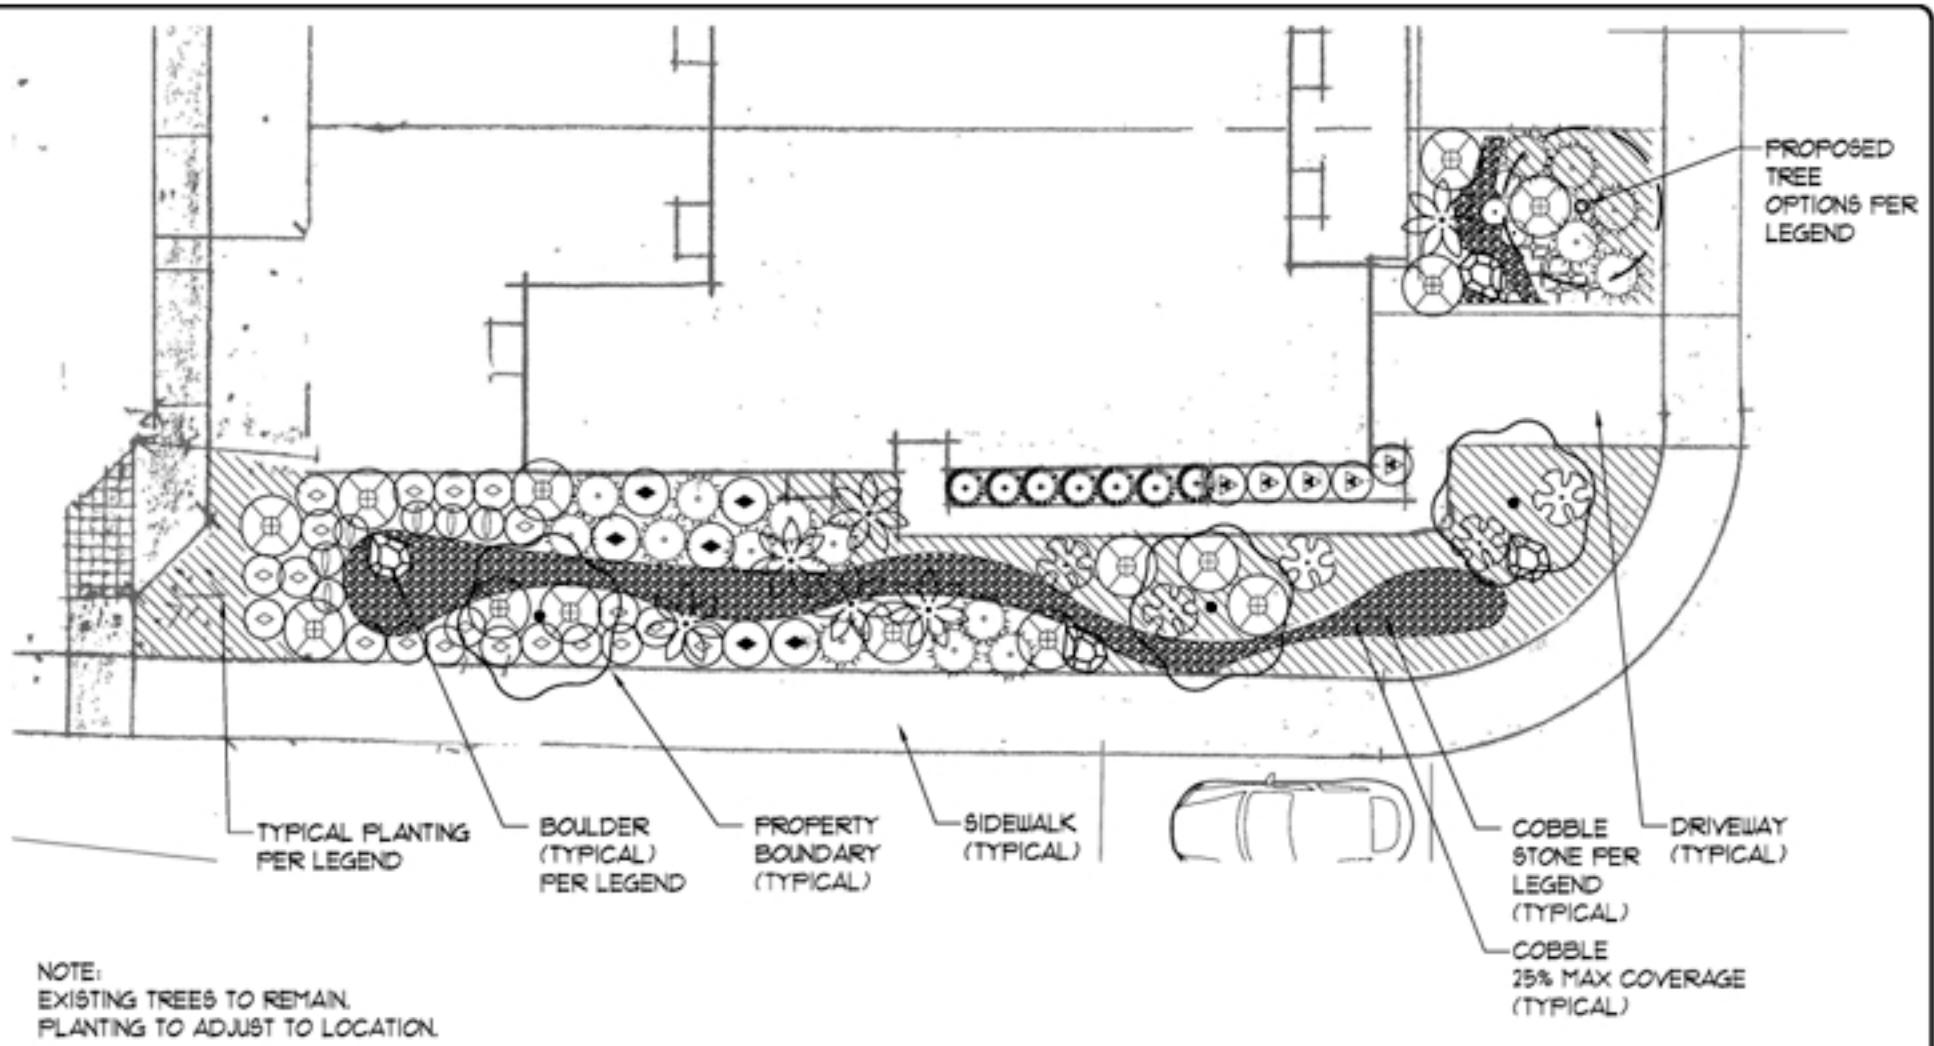 PROPOSED
TREE
OPTIONS PER
LEGEND
TYPICAL PLANTING
PER LEGEND
BOULDER
(TYPICAL)
PER LEGEND
PROPERTY
BOUNDARY
(TYPICAL)
SIDEWALK
(TYPICAL)
COBBLE
STONE PER
LEGEND
(TYPICAL)
DRIVEWAY
(TYPICAL)
COBBLE
25% MAX COVERAGE
(TYPICAL)
NOTE:
EXISTING TREES TO REMAIN.
PLANTING TO ADJUST TO LOCATION.